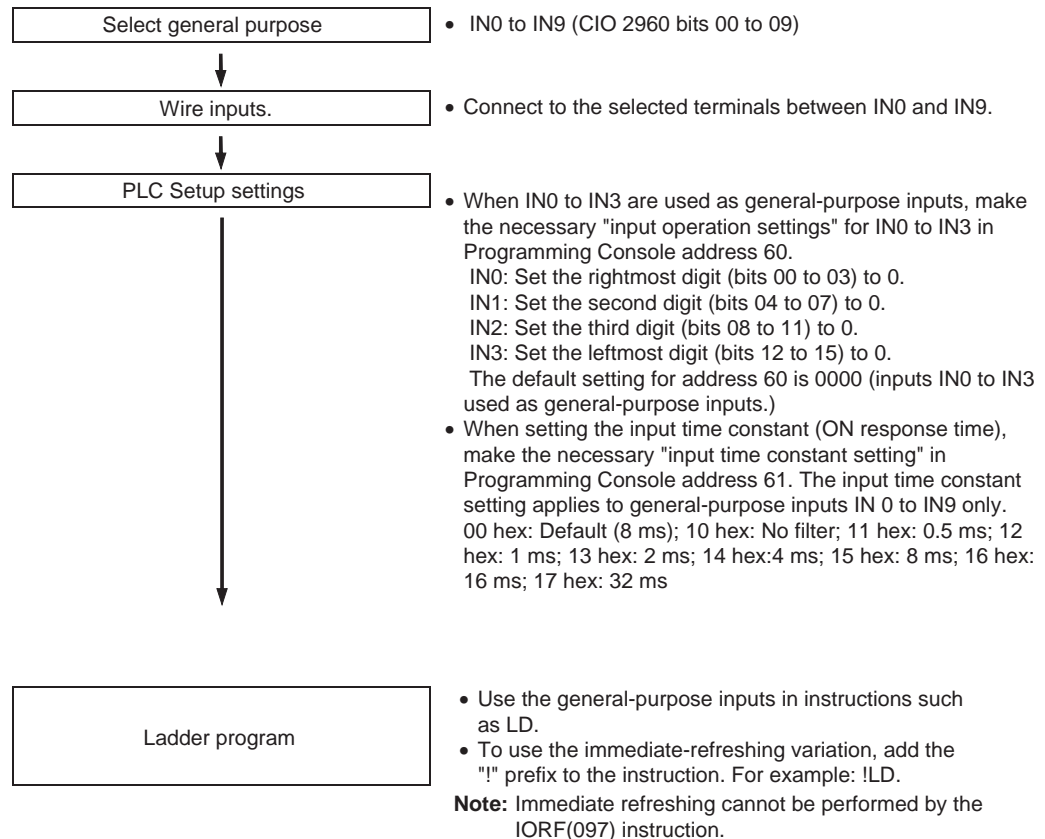 Select general purpose
• IN0 to IN9 (CIO 2960 bits 00 to 09)
Wire inputs.
• Connect to the selected terminals between IN0 and IN9.
PLC Setup settings
• When IN0 to IN3 are used as general-purpose inputs, make
the necessary "input operation settings" for IN0 to IN3 in
Programming Console address 60.
IN0: Set the rightmost digit (bits 00 to 03) to 0.
IN1: Set the second digit (bits 04 to 07) to 0.
IN2: Set the third digit (bits 08 to 11) to 0.
IN3: Set the leftmost digit (bits 12 to 15) to 0.
The default setting for address 60 is 0000 (inputs IN0 to IN3
used as general-purpose inputs.)
• When setting the input time constant (ON response time),
make the necessary "input time constant setting" in
Programming Console address 61. The input time constant
setting applies to general-purpose inputs IN 0 to IN9 only.
00 hex: Default (8 ms); 10 hex: No filter; 11 hex: 0.5 ms; 12
hex: 1 ms; 13 hex: 2 ms; 14 hex:4 ms; 15 hex: 8 ms; 16 hex:
16 ms; 17 hex: 32 ms
Ladder program
• Use the general-purpose inputs in instructions such
as LD.
• To use the immediate-refreshing variation, add the
"!" prefix to the instruction. For example: !LD.
Note: Immediate refreshing cannot be performed by the
IORF(097) instruction.